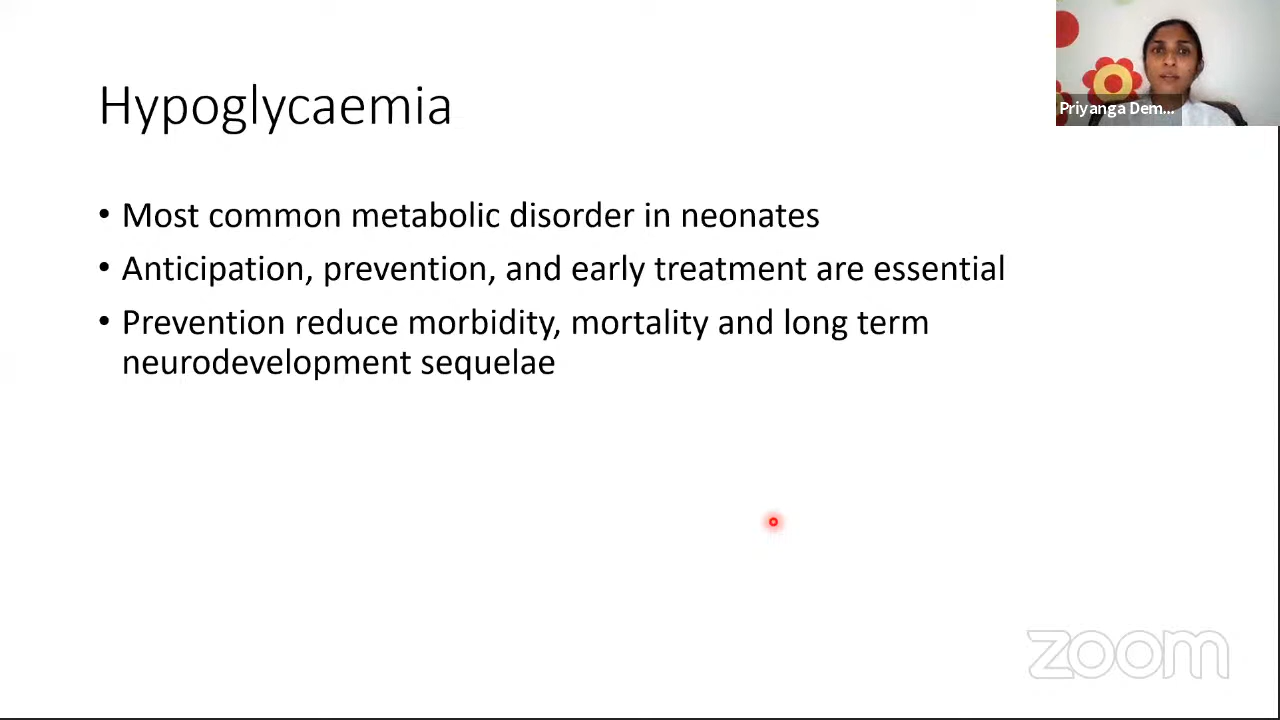 Hypoglycaemia
Priyanga Dem...
• Most common metabolic disorder in neonates
• Anticipation, prevention, and early treatment are essential
• Prevention reduce morbidity, mortality and long term
neurodevelopment sequelae
zoom